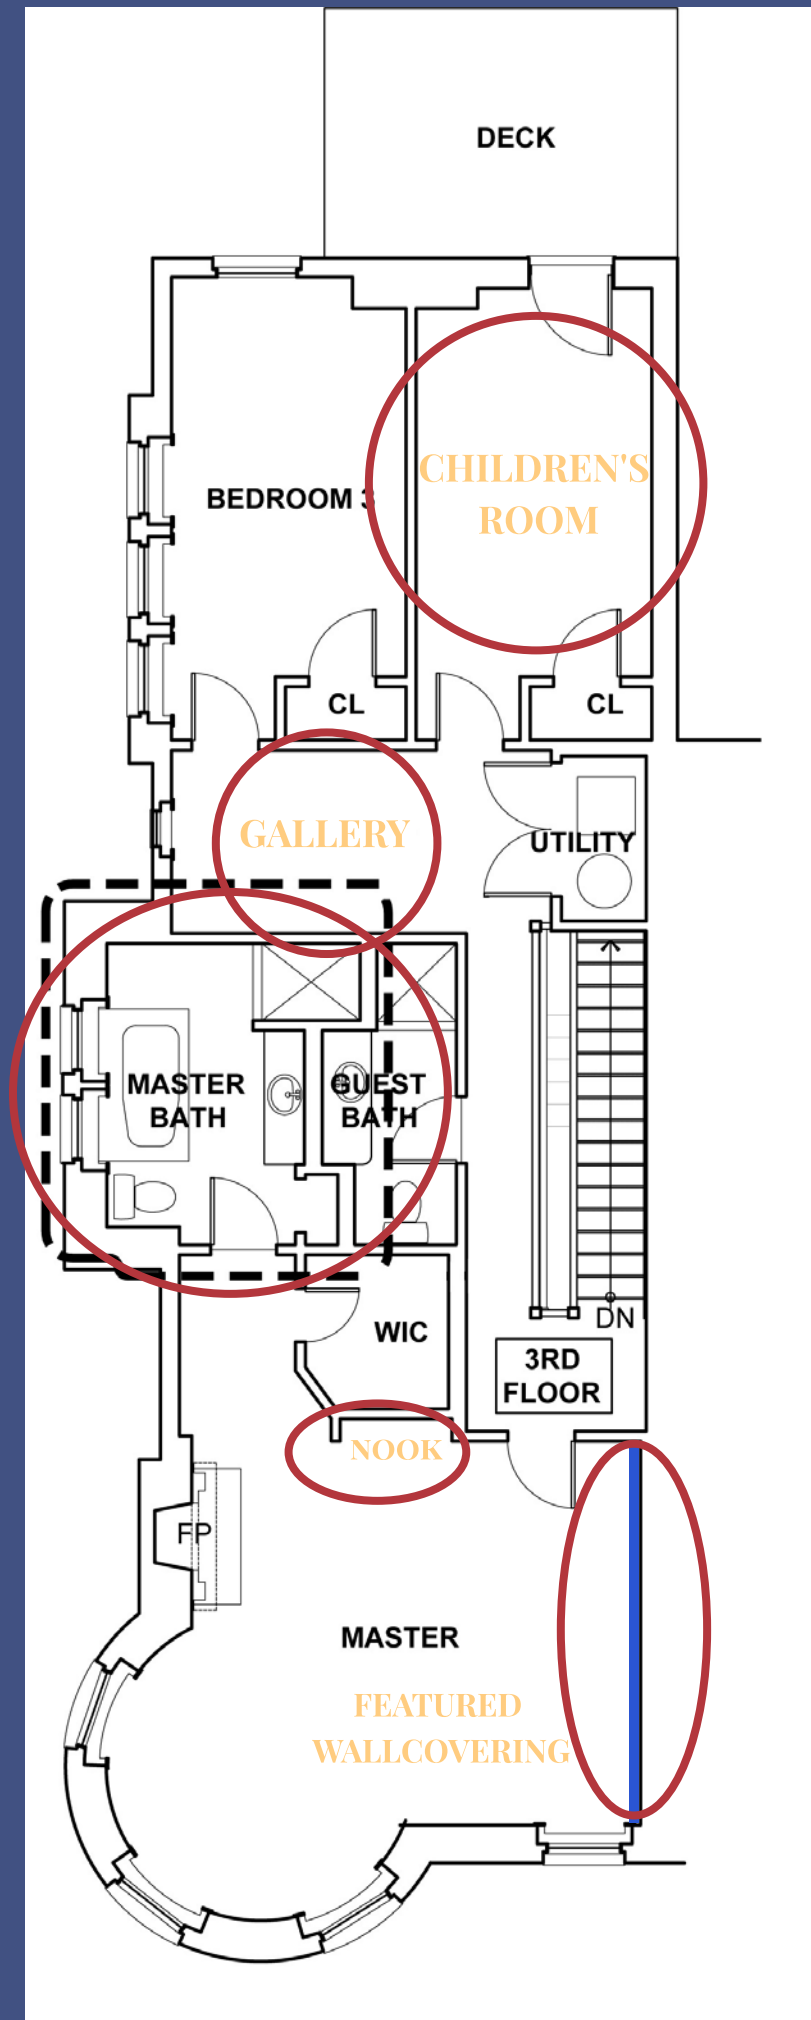 DECK
CHILDREN'S
ROOM
BEDROOM 3
CL
CL
GALLERY
UTILITY
MASTER
BATH
GUEST
BATH
DN
WIC
3RD
FLOOR
NOOK
FP
MASTER
FEATURED
WALLCOVERING